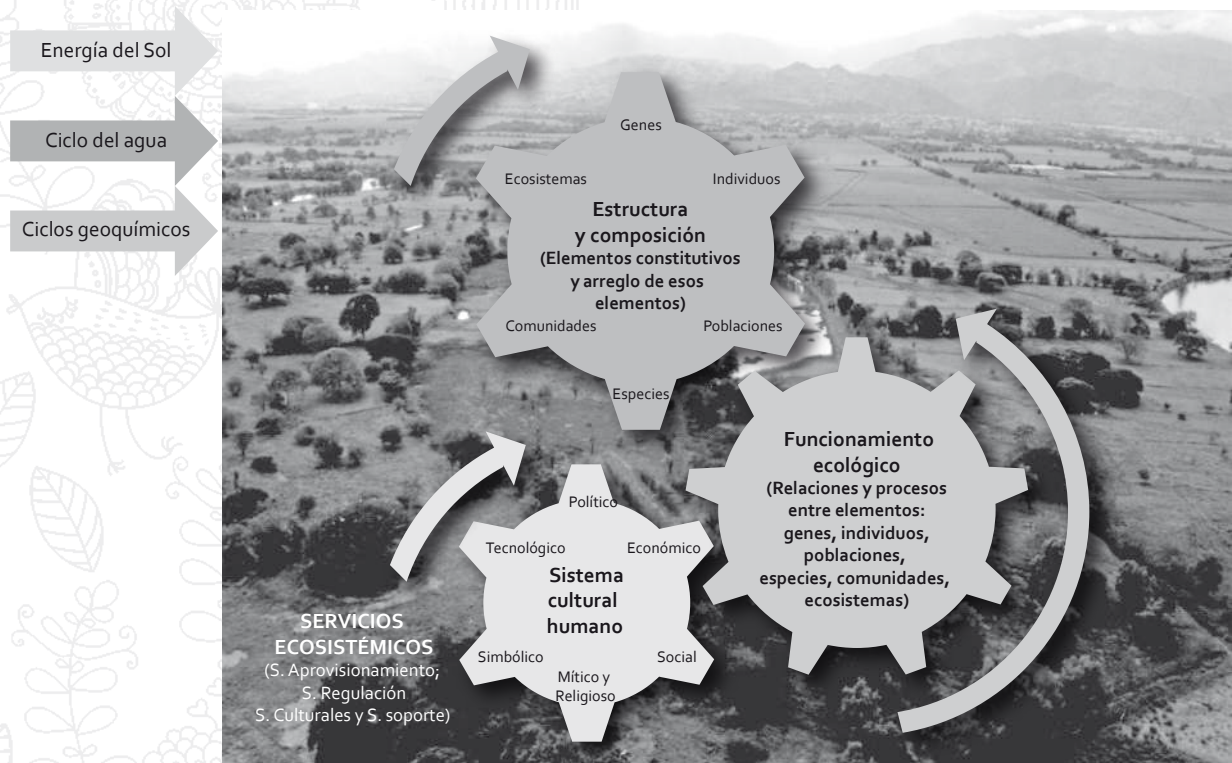 Energía del Sol
Ciclo del agua
Ciclos geoquímicos
Genes
Ecosistemas
Individuos
Estructura
y composición
(Elementos constitutivos
y arreglo de esos
elementos)
Comunidades
Poblaciones
Especies
Funcionamiento
ecológico
(Relaciones y procesos
entre elementos:
genes, individuos,
poblaciones,
especies, comunidades,
ecosistemas)
Político
Tecnológico
Económico
Sistema
cultural
humano
Simbólico
Social
Mítico y
Religioso
SERVICIOS
ECOSISTÉMICOS
(S. Aprovisionamiento;
S. Regulación
S. Culturales y S. soporte)